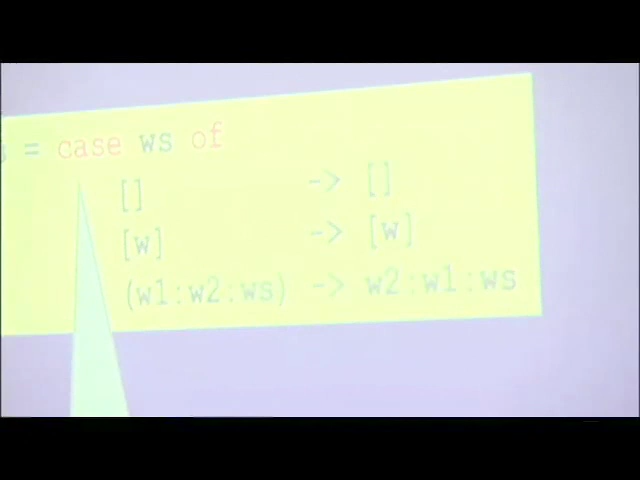 = case ws of
[] -> []
[w] -> [w]
(w1:w2:ws) -> w2:w1:ws